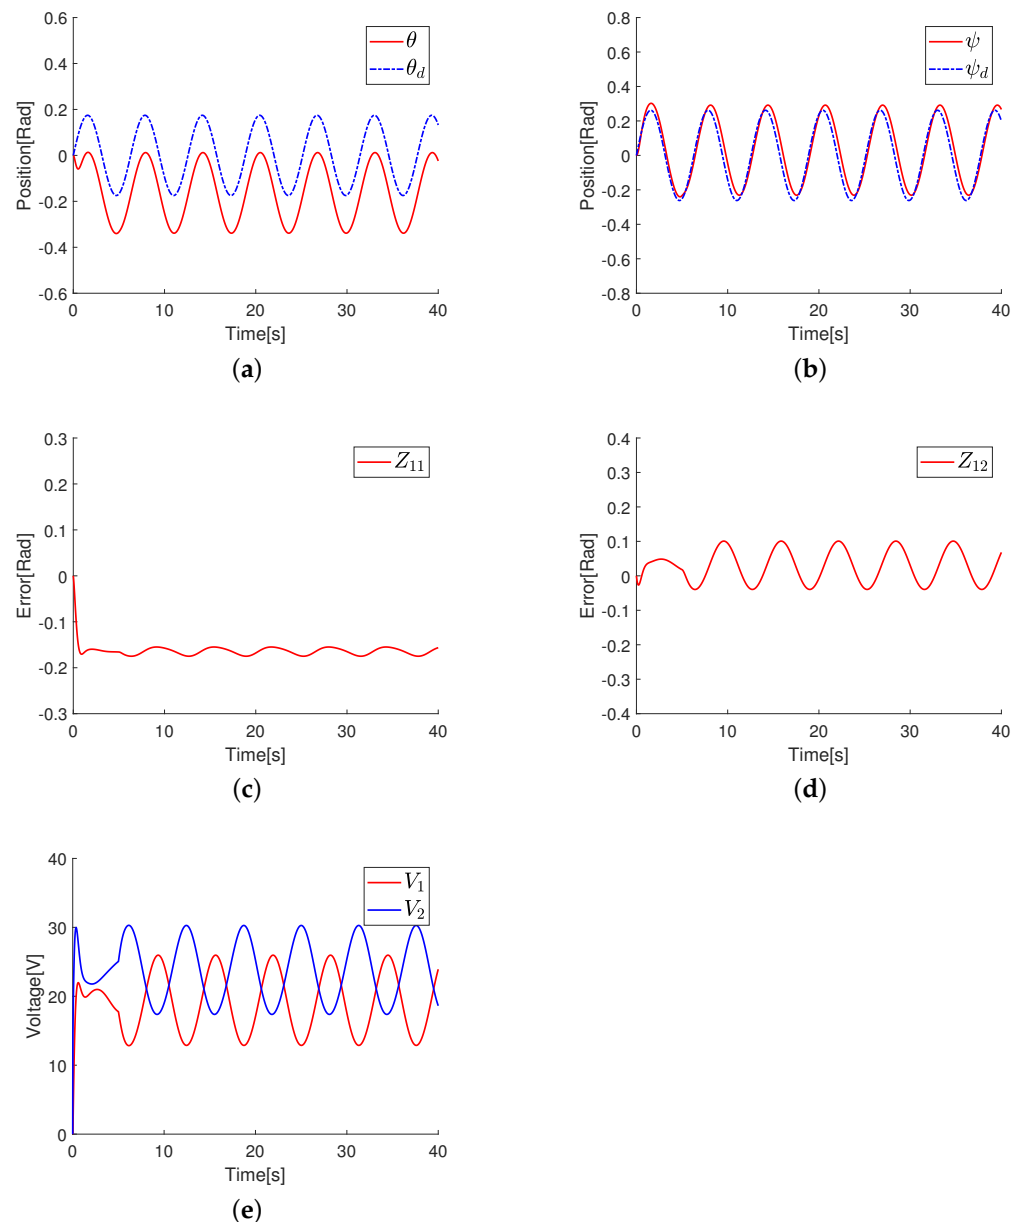 0.6
0.4
0.2
0
-0.2
-0.4
-0.6
Position[Rad]
θ
θ_d
0 10 20 30 40
Time[s]
(a)
0.8
0.6
0.4
0.2
0
-0.2
-0.4
-0.6
-0.8
Position[Rad]
ψ
ψ_d
0 10 20 30 40
Time[s]
(b)
0.3
0.2
0.1
0
-0.1
-0.2
-0.3
Error[Rad]
Z_11
0 10 20 30 40
Time[s]
(c)
0.4
0.3
0.2
0.1
0
-0.1
-0.2
-0.3
-0.4
Error[Rad]
Z_12
0 10 20 30 40
Time[s]
(d)
40
30
20
10
0
Voltage[V]
V_1
V_2
0 10 20 30 40
Time[s]
(e)